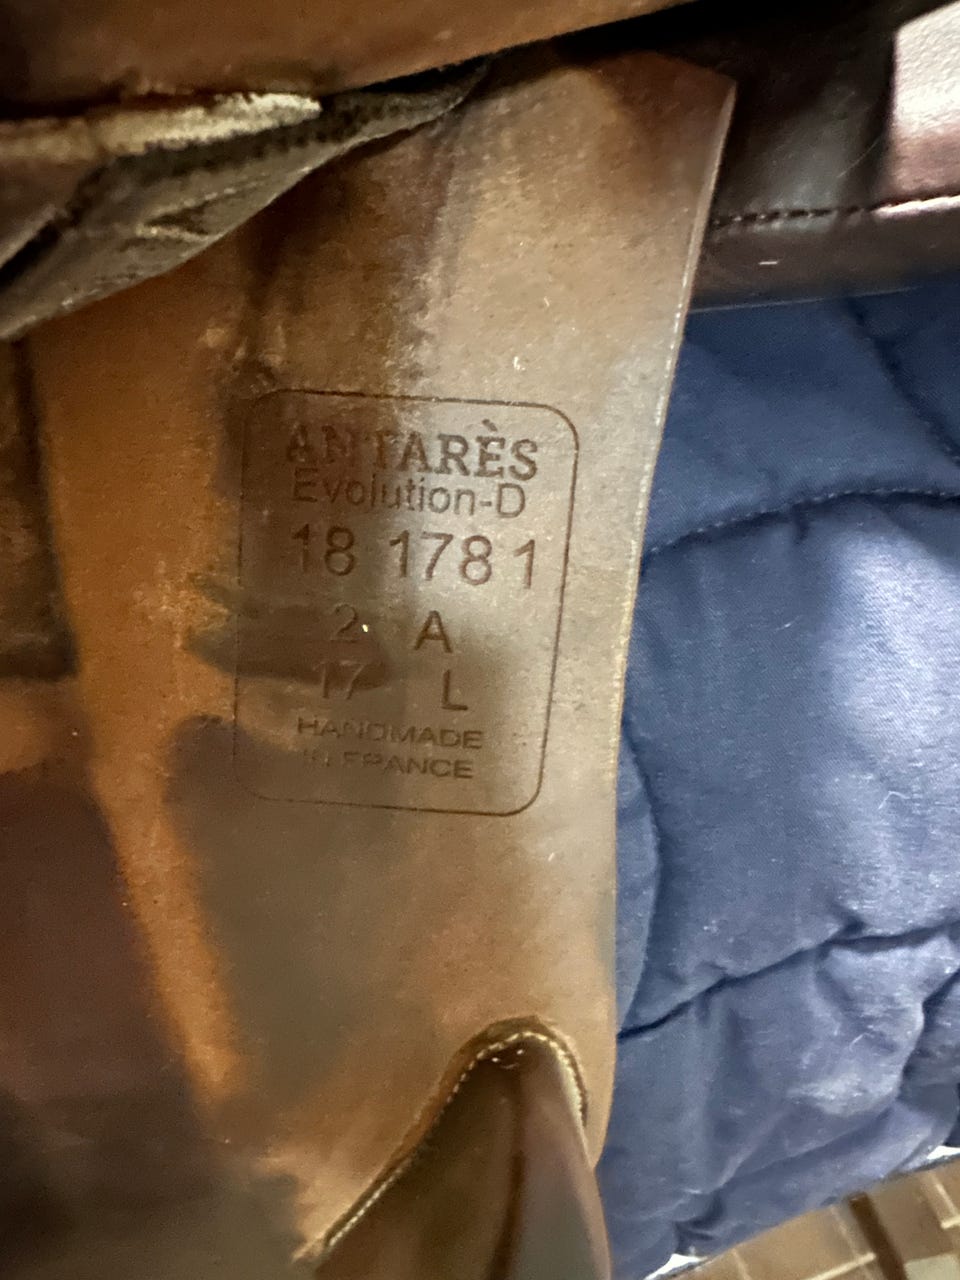 ANTARÈS
Evolution-D
18 1781
2 A
17 L
HANDMADE
IN FRANCE